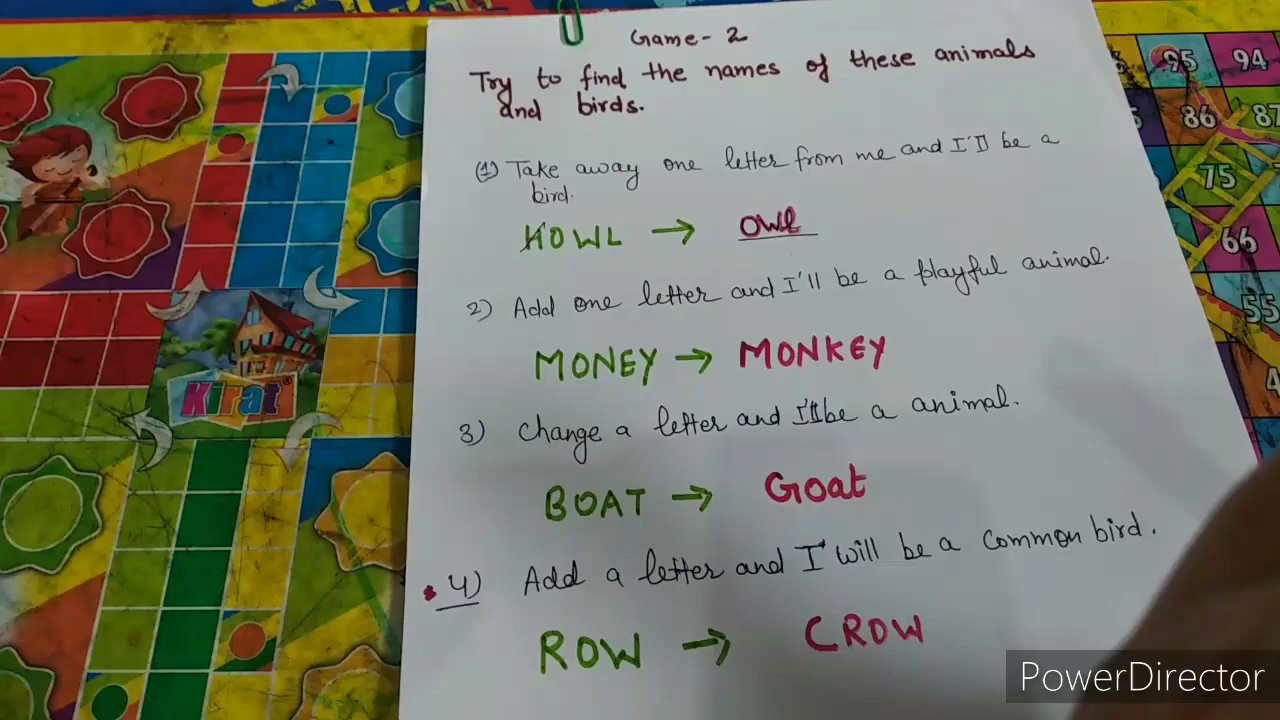 Game-2
Try to find the names of these animals
and birds.
(1) Take away one letter from me and I'll be a
bird.
HOWL → owl
2) Add one letter and I'll be a playful animal.
MONEY → MONKEY
3) Change a letter and I'll be a animal.
BOAT → Goat
4) Add a letter and I will be a common bird.
ROW → CROW
Kirat®
95 94
86 87
75
66
55
4
PowerDirector